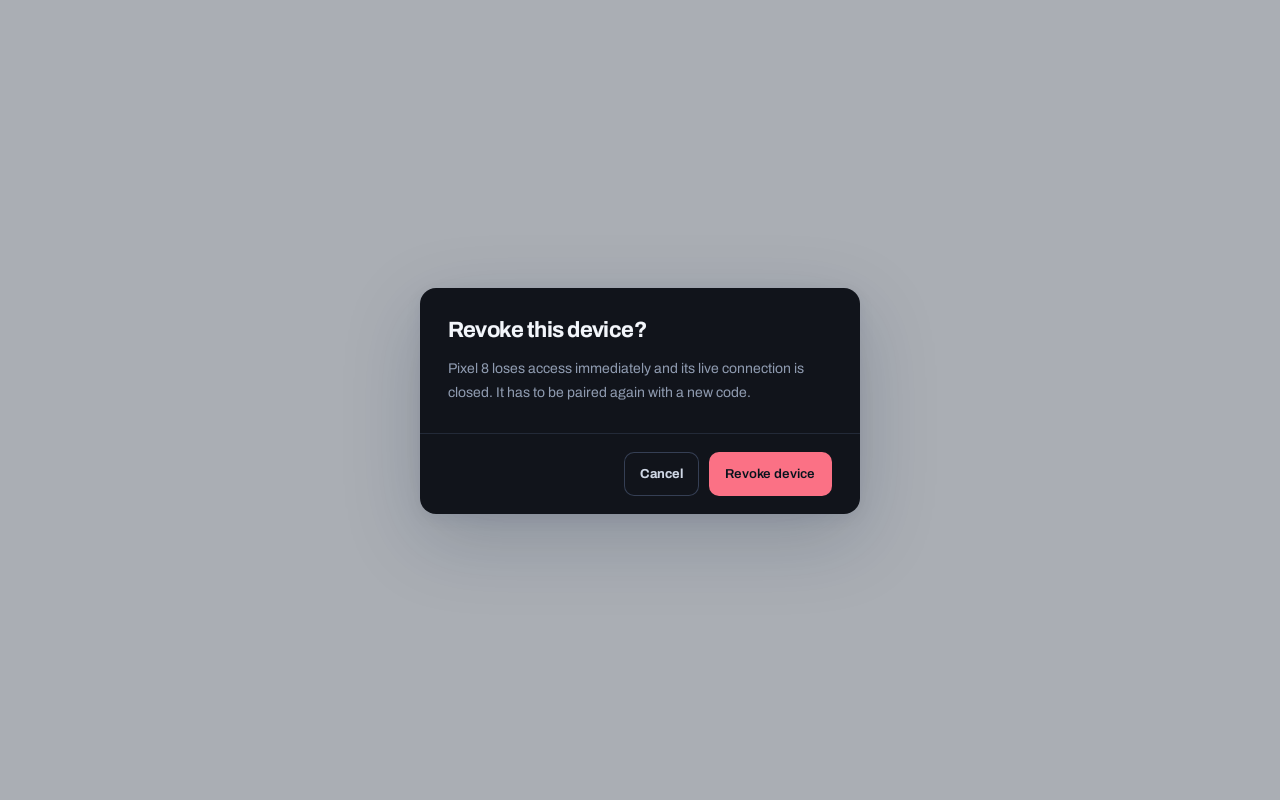 Revoke this device?
Pixel 8 loses access immediately and its live connection is
closed. It has to be paired again with a new code.
Cancel
Revoke device